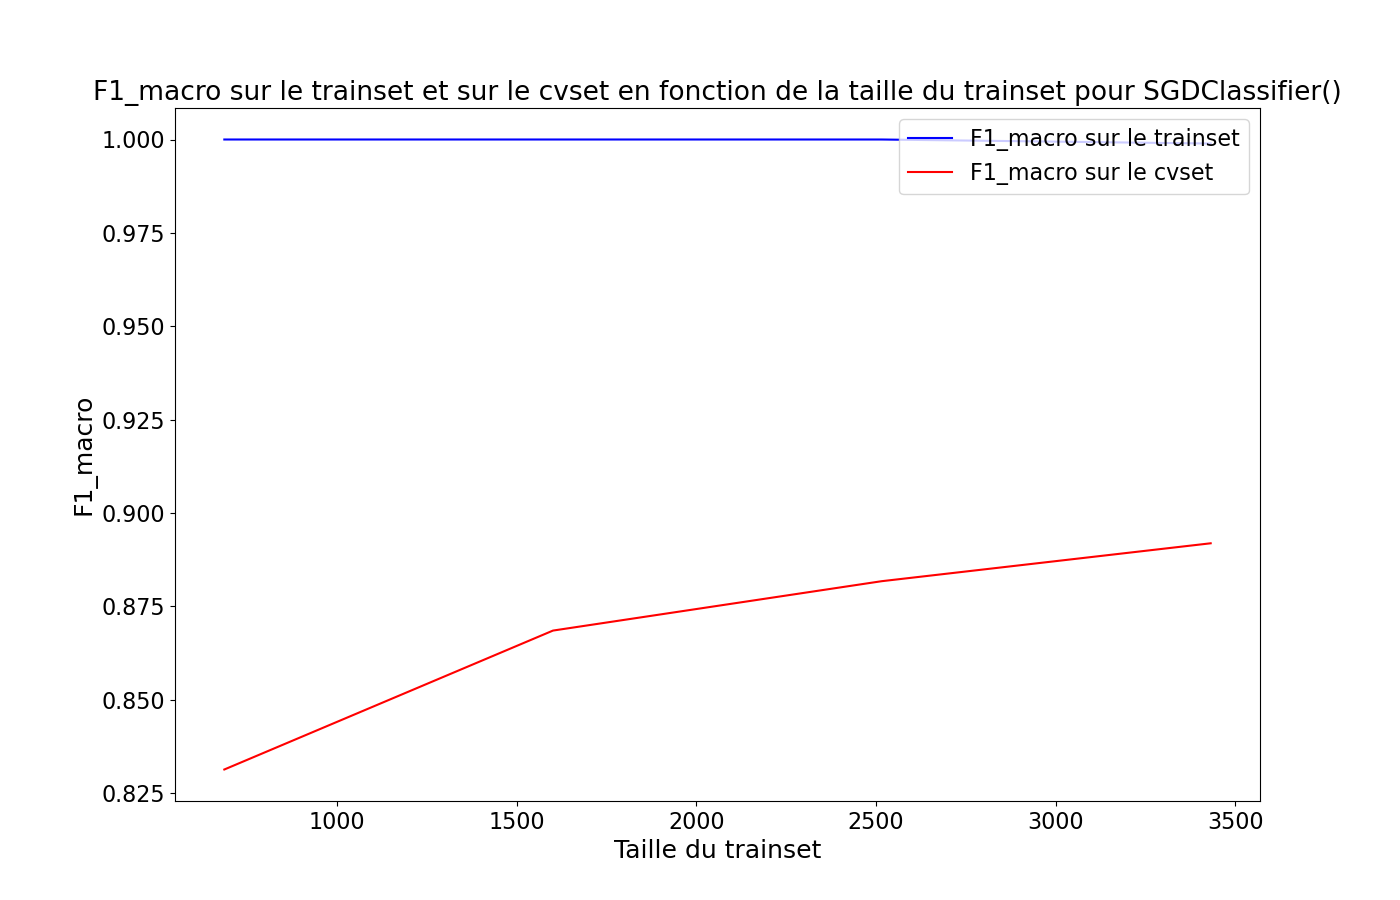 F1_macro sur le trainset et sur le cvset en fonction de la taille du trainset pour SGDClassifier()
F1_macro sur le trainset
F1_macro sur le cvset
1.000
0.975
0.950
0.925
0.900
0.875
0.850
0.825
F1_macro
1000 1500 2000 2500 3000 3500
Taille du trainset